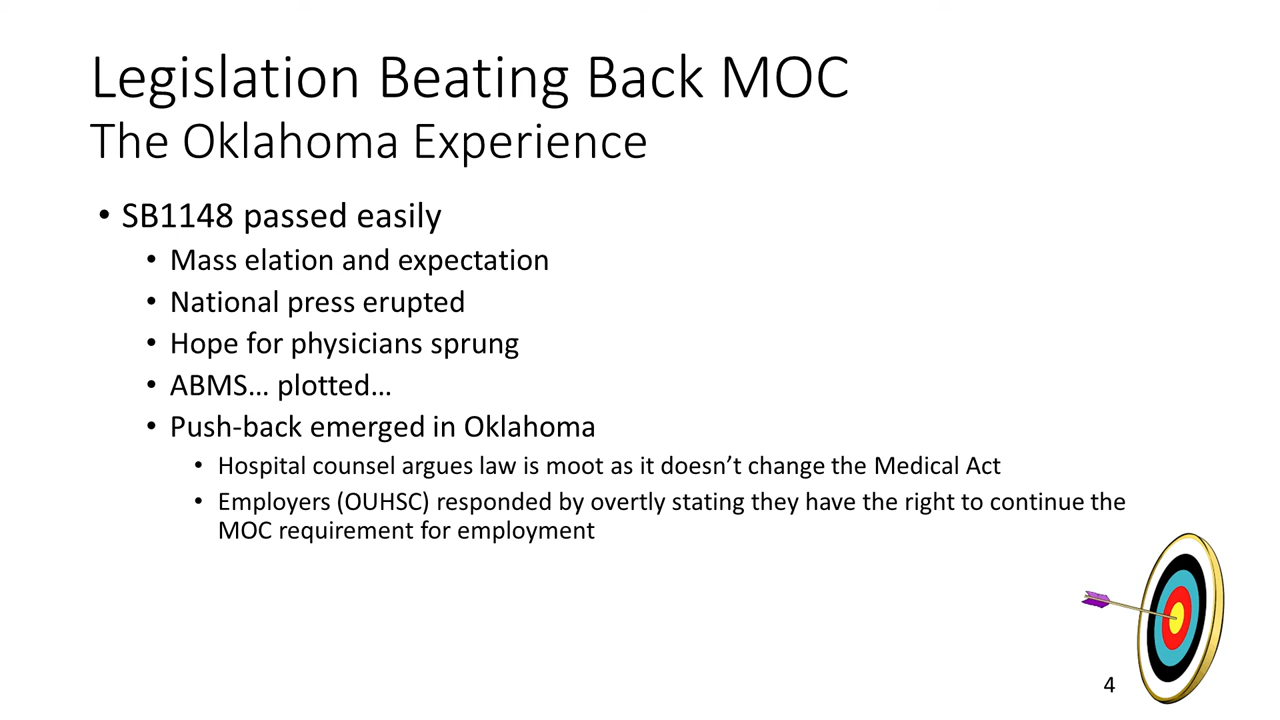 Legislation Beating Back MOC
The Oklahoma Experience
• SB1148 passed easily
• Mass elation and expectation
• National press erupted
• Hope for physicians sprung
• ABMS… plotted…
• Push-back emerged in Oklahoma
• Hospital counsel argues law is moot as it doesn’t change the Medical Act
• Employers (OUHSC) responded by overtly stating they have the right to continue the
MOC requirement for employment
4